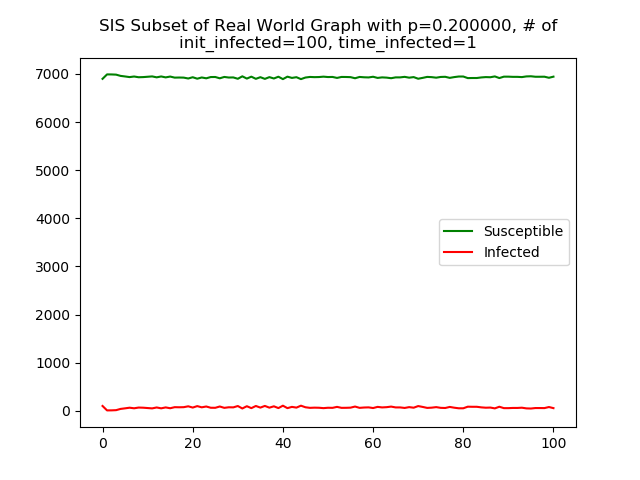 SIS Subset of Real World Graph with p=0.200000, # of
init_infected=100, time_infected=1
7000
6000
5000
4000
3000
2000
1000
0
Susceptible
Infected
0 20 40 60 80 100